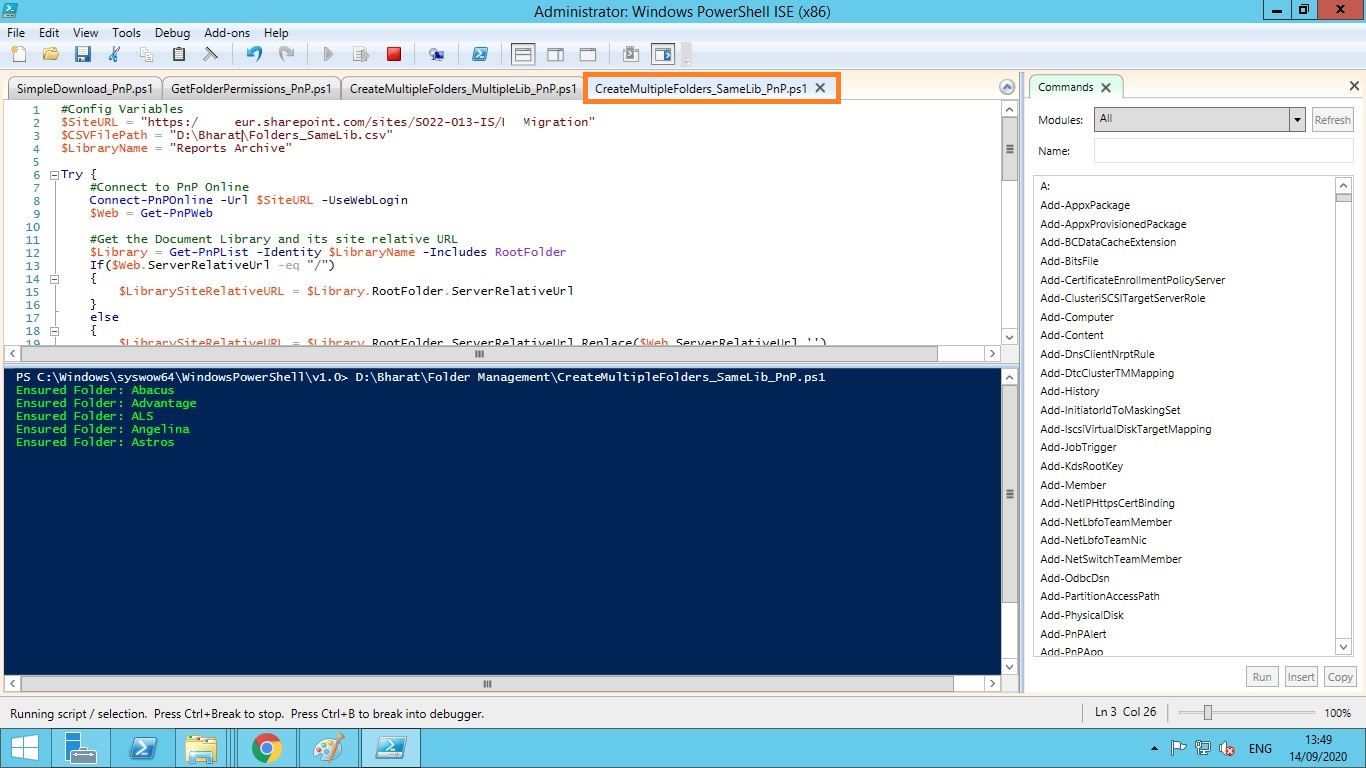 Administrator: Windows PowerShell ISE (x86)
File Edit View Tools Debug Add-ons Help
SimpleDownload_PnP.ps1 GetFolderPermissions_PnP.ps1 CreateMultipleFolders_MultipleLib_PnP.ps1 CreateMultipleFolders_SameLib_PnP.ps1
1 #Config Variables
2 $SiteURL = "https:/ eur.sharepoint.com/sites/S022-013-IS/ Migration"
3 $CSVFilePath = "D:\Bharat\Folders_SameLib.csv"
4 $LibraryName = "Reports Archive"
5
6 Try {
7 #Connect to PnP Online
8 Connect-PnPOnline -Url $SiteURL -UseWebLogin
9 $Web = Get-PnPWeb
10
11 #Get the Document Library and its site relative URL
12 $Library = Get-PnPList -Identity $LibraryName -Includes RootFolder
13 If($Web.ServerRelativeUrl -eq "/")
14 {
15 $LibrarySiteRelativeURL = $Library.RootFolder.ServerRelativeUrl
16 }
17 else
18 {
19 $LibrarySiteRelativeURL = $Library.RootFolder.ServerRelativeUrl.Replace($Web.ServerRelativeUrl,'')
PS C:\Windows\syswow64\WindowsPowerShell\v1.0> D:\Bharat\Folder Management\CreateMultipleFolders_SameLib_PnP.ps1
Ensured Folder: Abacus
Ensured Folder: Advantage
Ensured Folder: ALS
Ensured Folder: Angelina
Ensured Folder: Astros
Commands
Modules: All Refresh
Name:
A:
Add-AppxPackage
Add-AppxProvisionedPackage
Add-BCDataCacheExtension
Add-BitsFile
Add-CertificateEnrollmentPolicyServer
Add-ClusteriSCSITargetServerRole
Add-Computer
Add-Content
Add-DnsClientNrptRule
Add-DtcClusterTMMapping
Add-History
Add-InitiatorIdToMaskingSet
Add-IscsiVirtualDiskTargetMapping
Add-JobTrigger
Add-KdsRootKey
Add-Member
Add-NetIPHttpsCertBinding
Add-NetLbfoTeamMember
Add-NetLbfoTeamNic
Add-NetSwitchTeamMember
Add-OdbcDsn
Add-PartitionAccessPath
Add-PhysicalDisk
Add-PnPAlert
Add-PnPApp
Run Insert Copy
Running script / selection. Press Ctrl+Break to stop. Press Ctrl+B to break into debugger.
Ln 3 Col 26 100%
ENG 13:49
14/09/2020